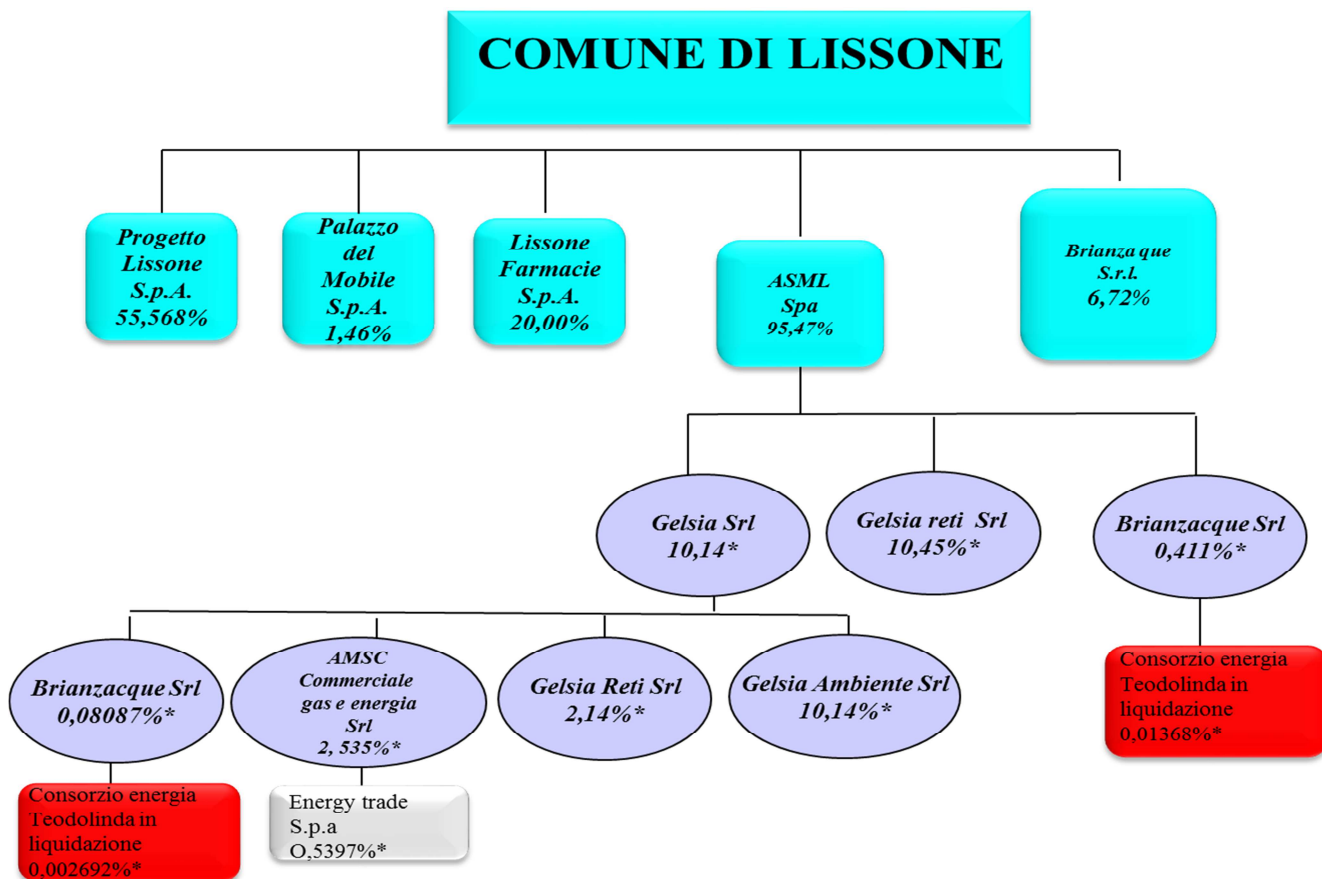 COMUNE DI LISSONE
Progetto
Lissone
S.p.A.
55,568%
Palazzo
del
Mobile
S.p.A.
1,46%
Lissone
Farmacie
S.p.A.
20,00%
ASML
Spa
95,47%
Brianza que
S.r.l.
6,72%
Gelsia Srl
10,14*
Gelsia reti Srl
10,45%*
Brianzacque Srl
0,411%*
Brianzacque Srl
0,08087%*
AMSC
Commerciale
gas e energia
Srl
2, 535%*
Gelsia Reti Srl
2,14%*
Gelsia Ambiente Srl
10,14%*
Consorzio energia
Teodolinda in
liquidazione
0,01368%*
Consorzio energia
Teodolinda in
liquidazione
0,002692%*
Energy trade
S.p.a
O,5397%*